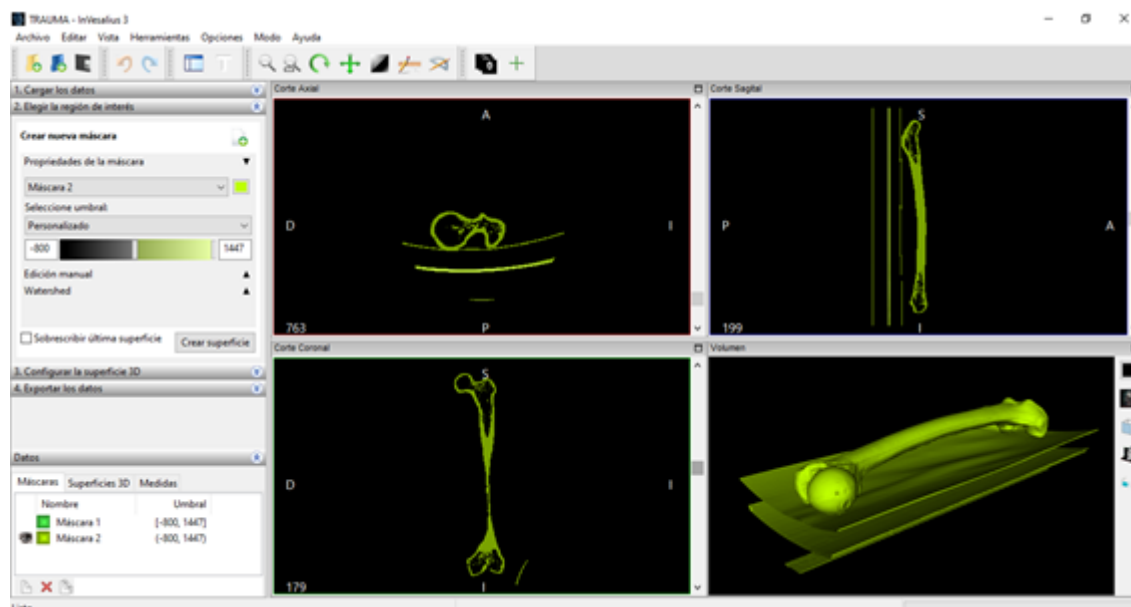 TRAUMA - InVesalius 3
Archivo Editar Vista Herramientas Opciones Modo Ayuda
1. Cargar los datos
2. Elegir la región de interés
Crear nueva máscara
Propiedades de la máscara
Máscara 2
Seleccione umbral:
Personalizado
-800 1447
Edición manual
Watershed
Sobrescribir última superficie Crear superficie
3. Configurar la superficie 3D
4. Exportar los datos
Datos
Máscaras Superficies 3D Medidas
Nombre Umbral
Máscara 1 [-800, 1447]
Máscara 2 (-800, 1447)
Corte Axial
A
D I
763 P
Corte Sagital
S
P A
199 I
Corte Coronal
S
D I
179 I
Volumen